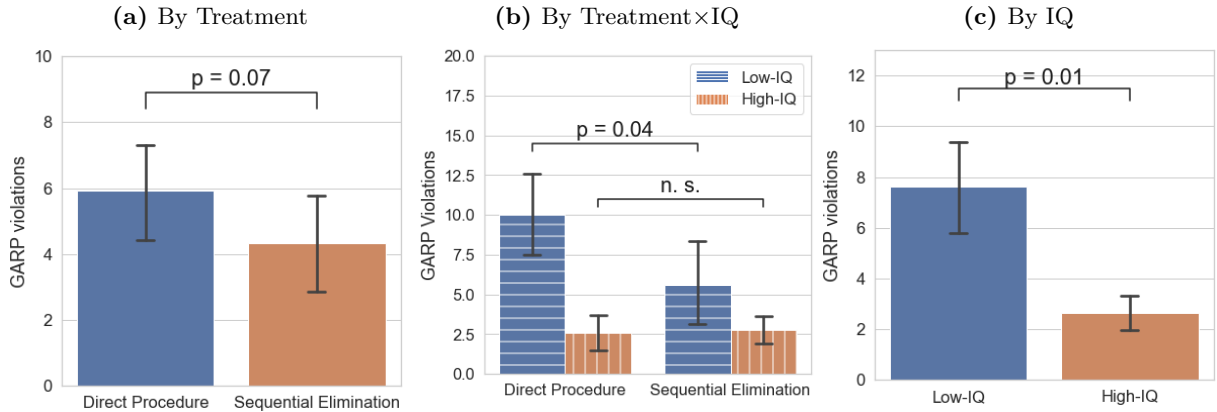 (a) By Treatment
GARP violations
10
8
6
4
2
0
p = 0.07
Direct Procedure
Sequential Elimination
(b) By Treatment×IQ
GARP Violations
20.0
17.5
15.0
12.5
10.0
7.5
5.0
2.5
0.0
Low-IQ
High-IQ
p = 0.04
n. s.
Direct Procedure
Sequential Elimination
(c) By IQ
GARP violations
12
10
8
6
4
2
0
p = 0.01
Low-IQ
High-IQ